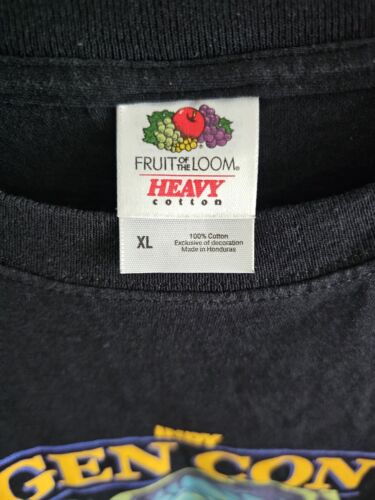 FRUIT OF THE LOOM®
HEAVY
cotton
XL
100% Cotton
Exclusive of decoration
Made in Honduras
GEN CON